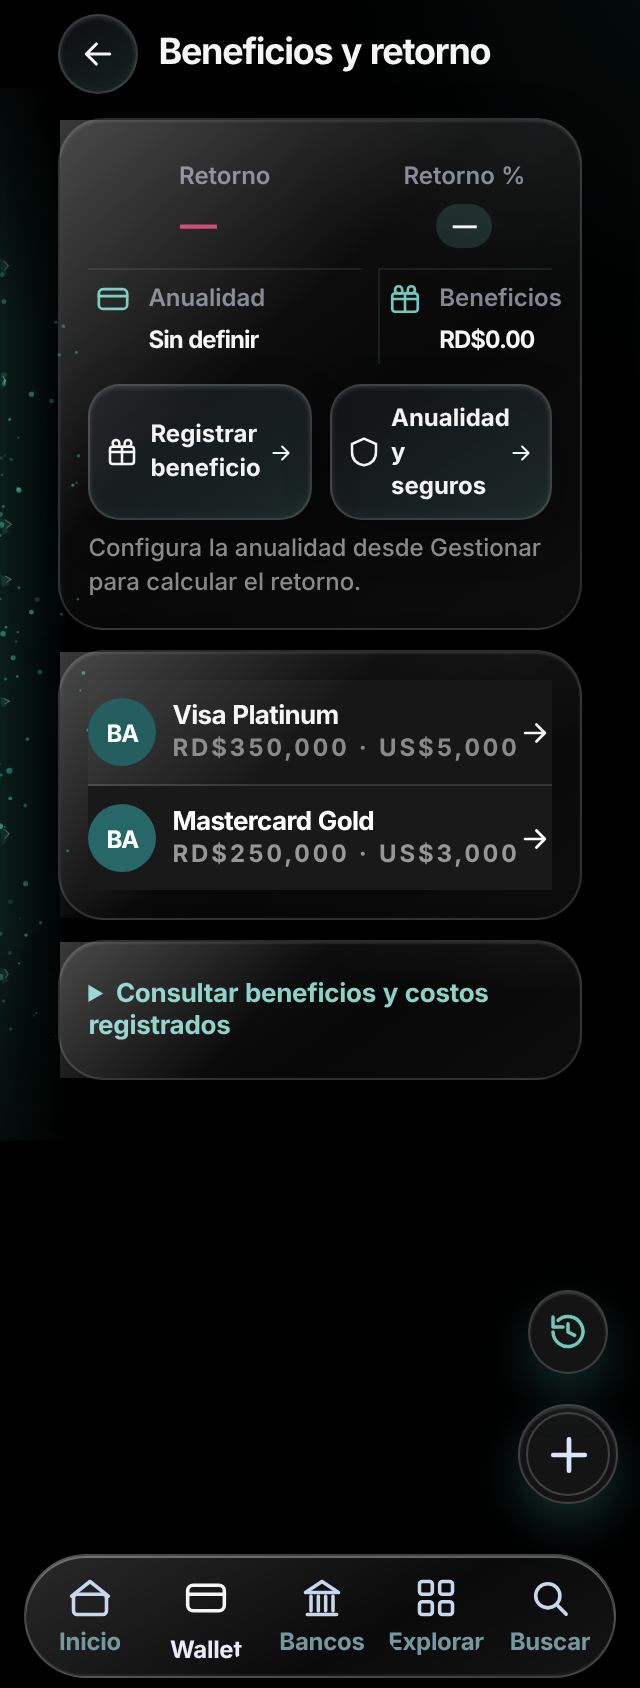 Beneficios y retorno
Retorno
Retorno %
—
—
Anualidad
Sin definir
Beneficios
RD$0.00
Registrar
beneficio
Anualidad
y
seguros
Configura la anualidad desde Gestionar
para calcular el retorno.
BA
Visa Platinum
RD$350,000 · US$5,000
BA
Mastercard Gold
RD$250,000 · US$3,000
Consultar beneficios y costos
registrados
Inicio
Wallet
Bancos
Explorar
Buscar